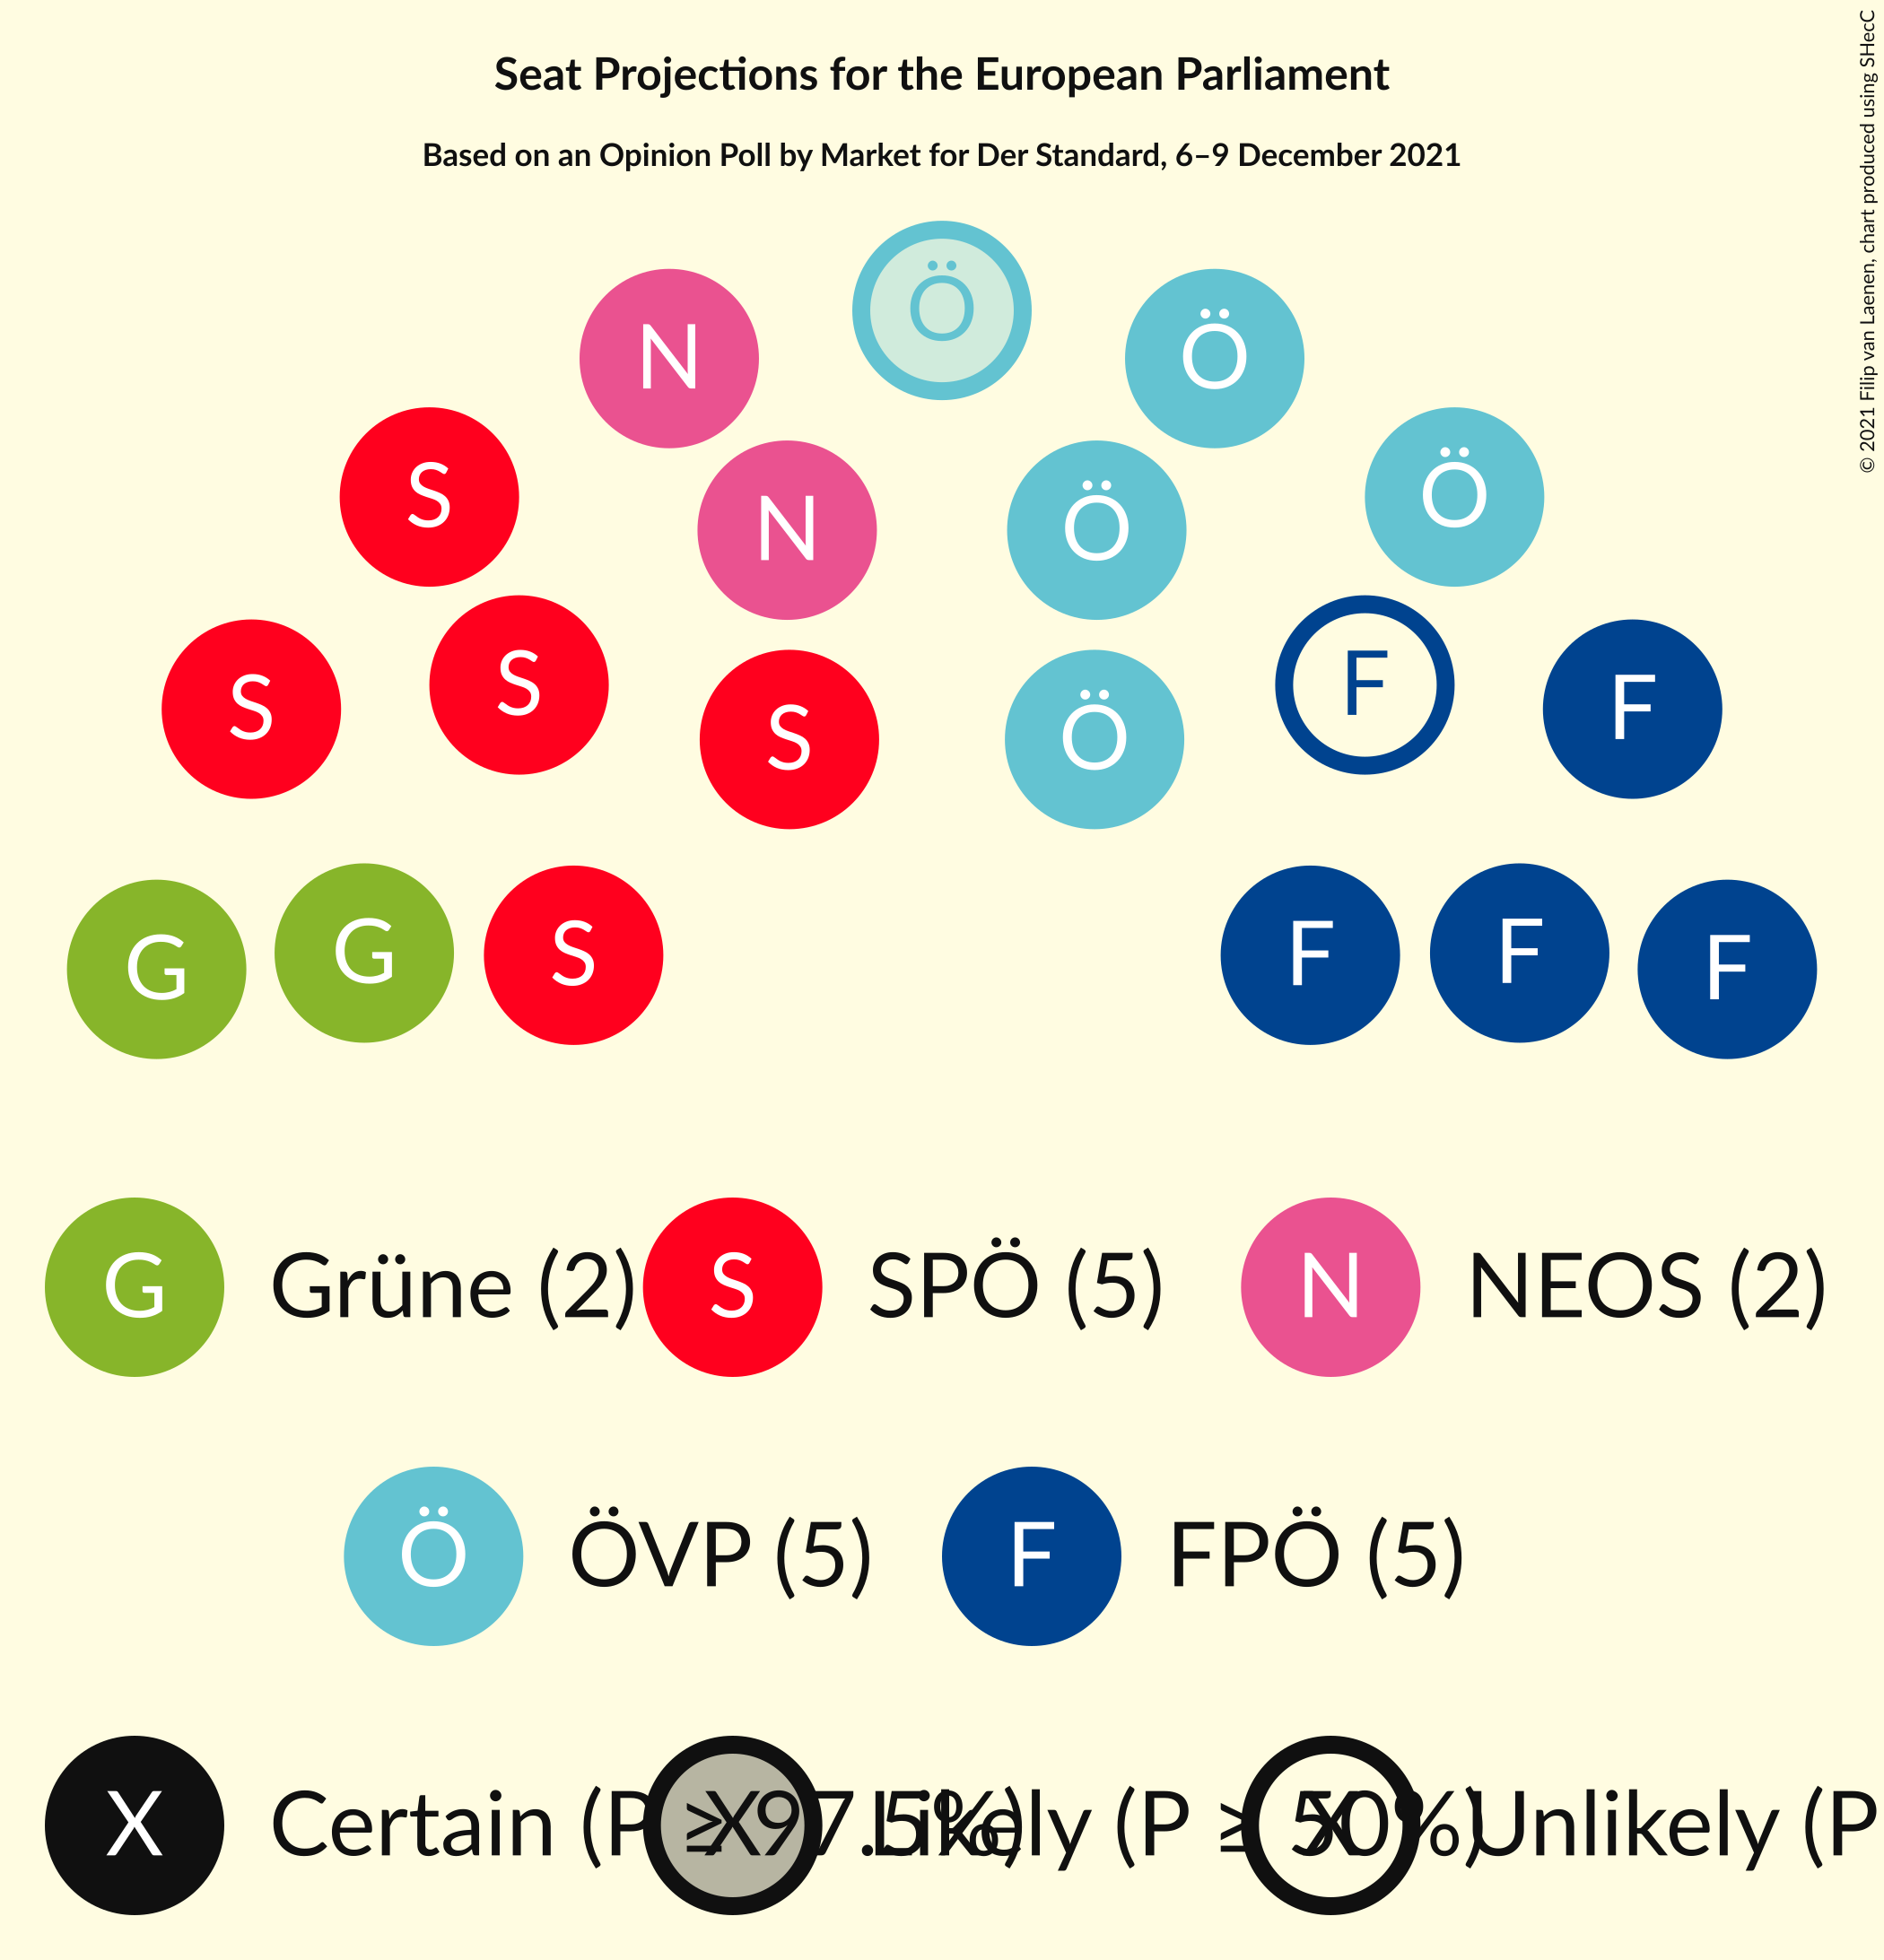 Seat Projections for the European Parliament
Based on an Opinion Poll by Market for Der Standard, 6–9 December 2021
© 2021 Filip van Laenen, chart produced using SHecC
Ö
N Ö
S Ö
N Ö
S F
S S Ö F
G G S F F F
G Grüne (2) S SPÖ (5) N NEOS (2)
Ö ÖVP (5) F FPÖ (5)
X Certain (P ≥ 97.5%) X Likely (P ≥ 50%) X Unlikely (P